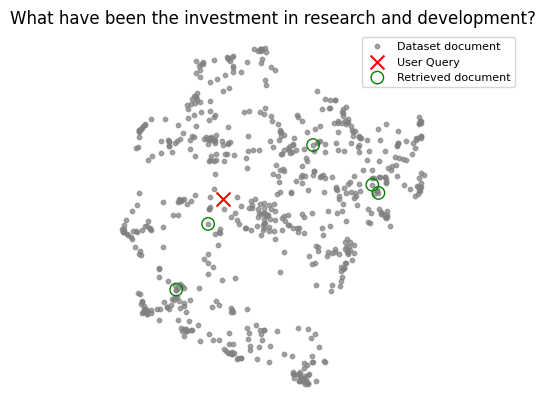 What have been the investment in research and development?
Dataset document
User Query
Retrieved document